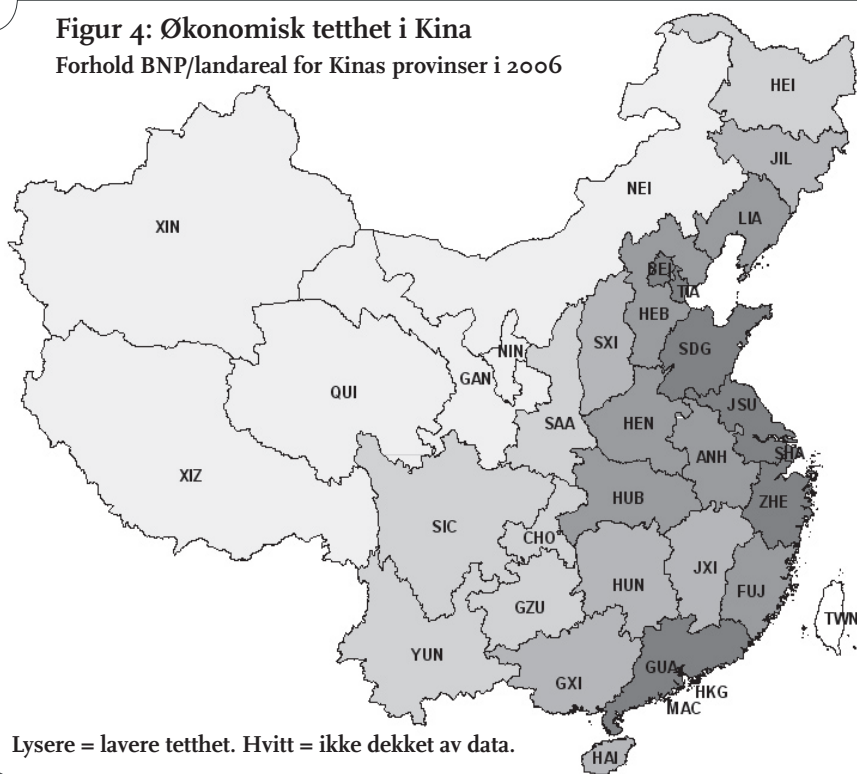 Figur 4: Økonomisk tetthet i Kina
Forhold BNP/landareal for Kinas provinser i 2006
HEI
JIL
NEI
LIA
XIN
BEI
TIA
HEB
SXI
SDG
NIN
GAN
QUI
JSU
SAA
HEN
SHA
ANH
XIZ
HUB
ZHE
SIC
CHO
JXI
HUN
FUJ
GZU
TWN
YUN
GUA
GXI
HKG
MAC
Lysere = lavere tetthet. Hvitt = ikke dekket av data.
HAI